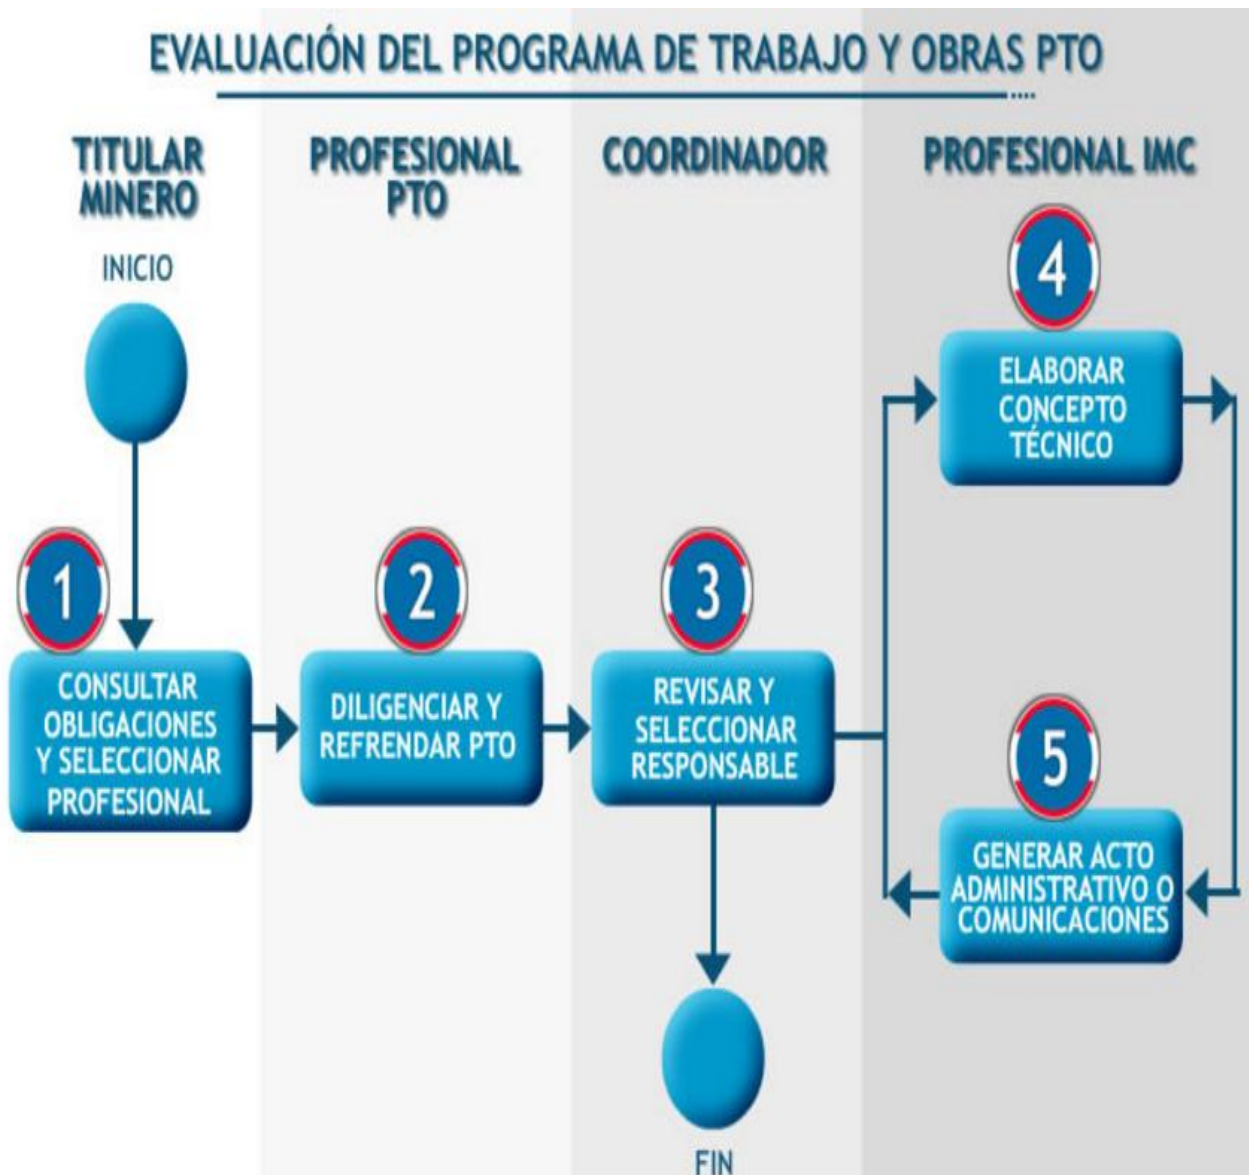 EVALUACIÓN DEL PROGRAMA DE TRABAJO Y OBRAS PTO
TITULAR
MINERO
PROFESIONAL
PTO
COORDINADOR
PROFESIONAL IMC
INICIO
1
CONSULTAR
OBLIGACIONES
Y SELECCIONAR
PROFESIONAL
2
DILIGENCIAR Y
REFRENDAR PTO
3
REVISAR Y
SELECCIONAR
RESPONSABLE
4
ELABORAR
CONCEPTO
TÉCNICO
5
GENERAR ACTO
ADMINISTRATIVO O
COMUNICACIONES
FIN